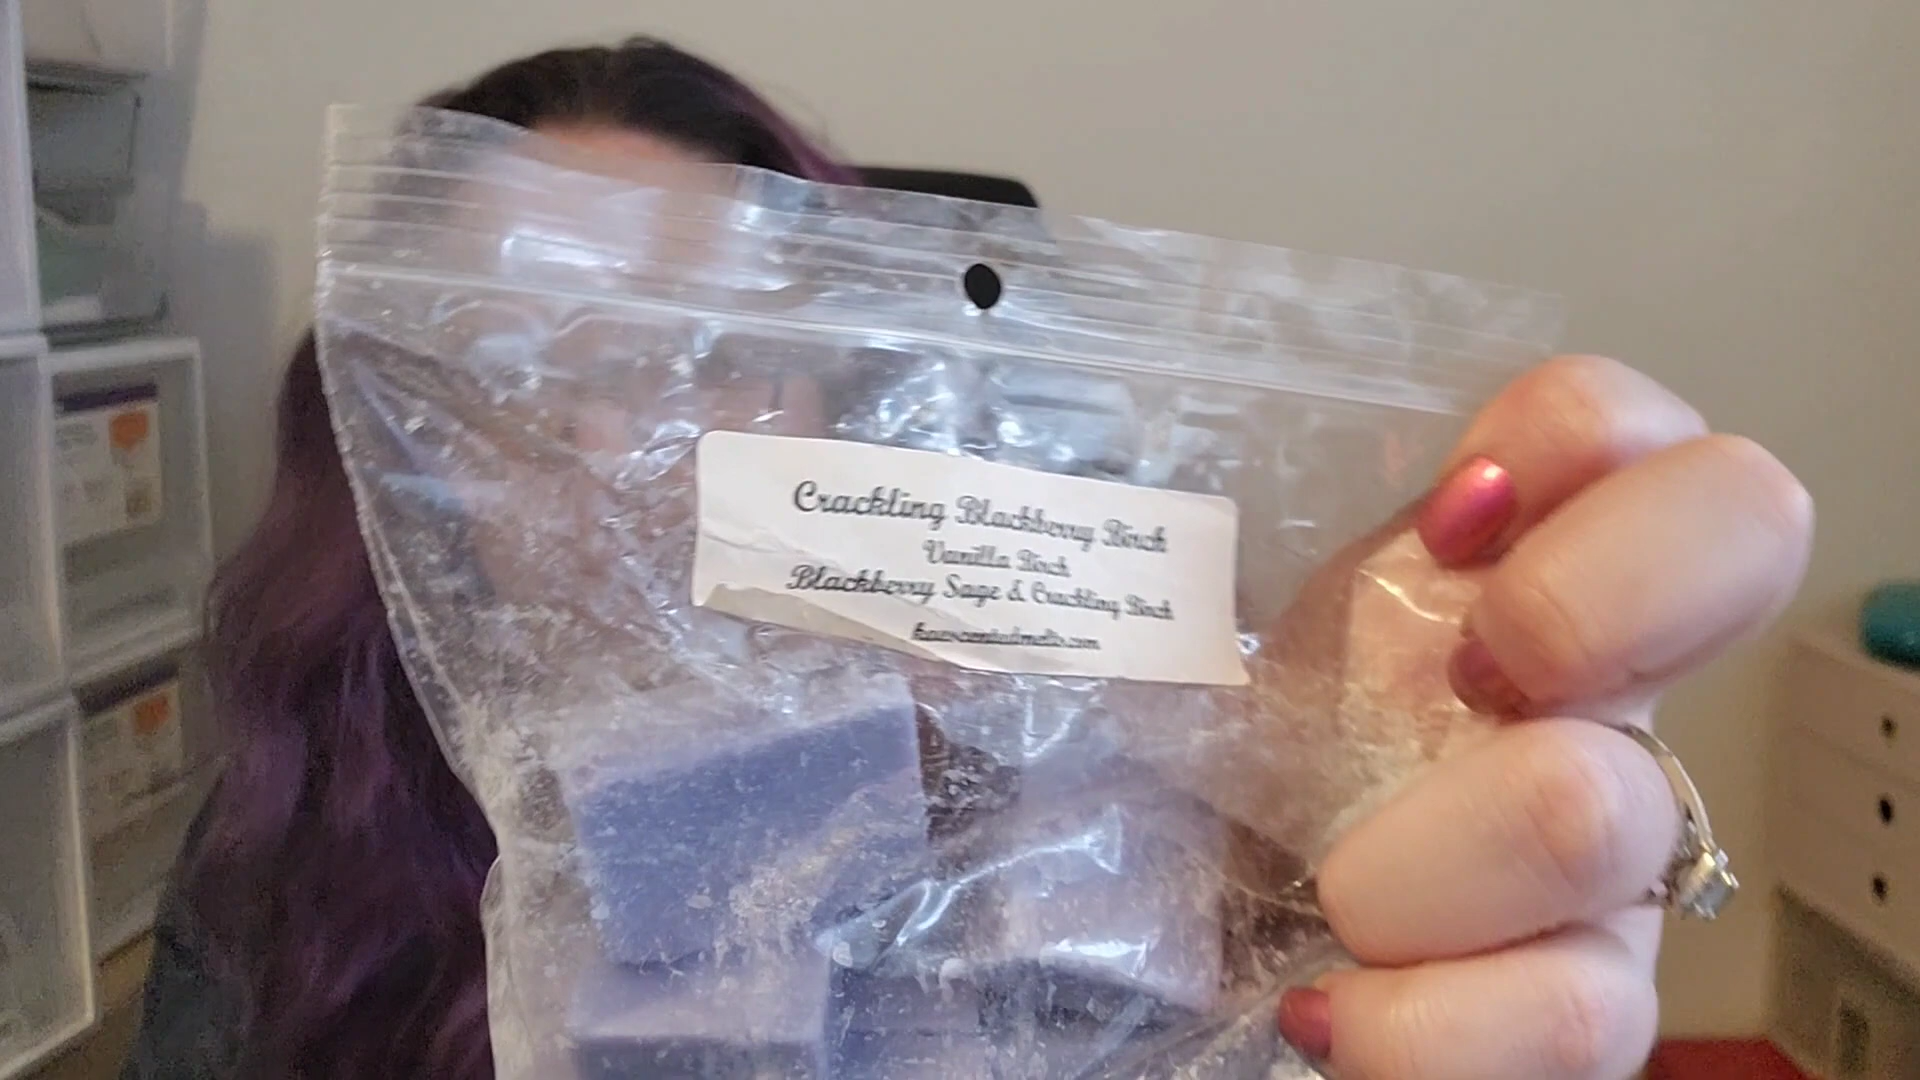 Crackling Blackberry Birch
Vanilla Birch
Blackberry Sage & Crackling Birch